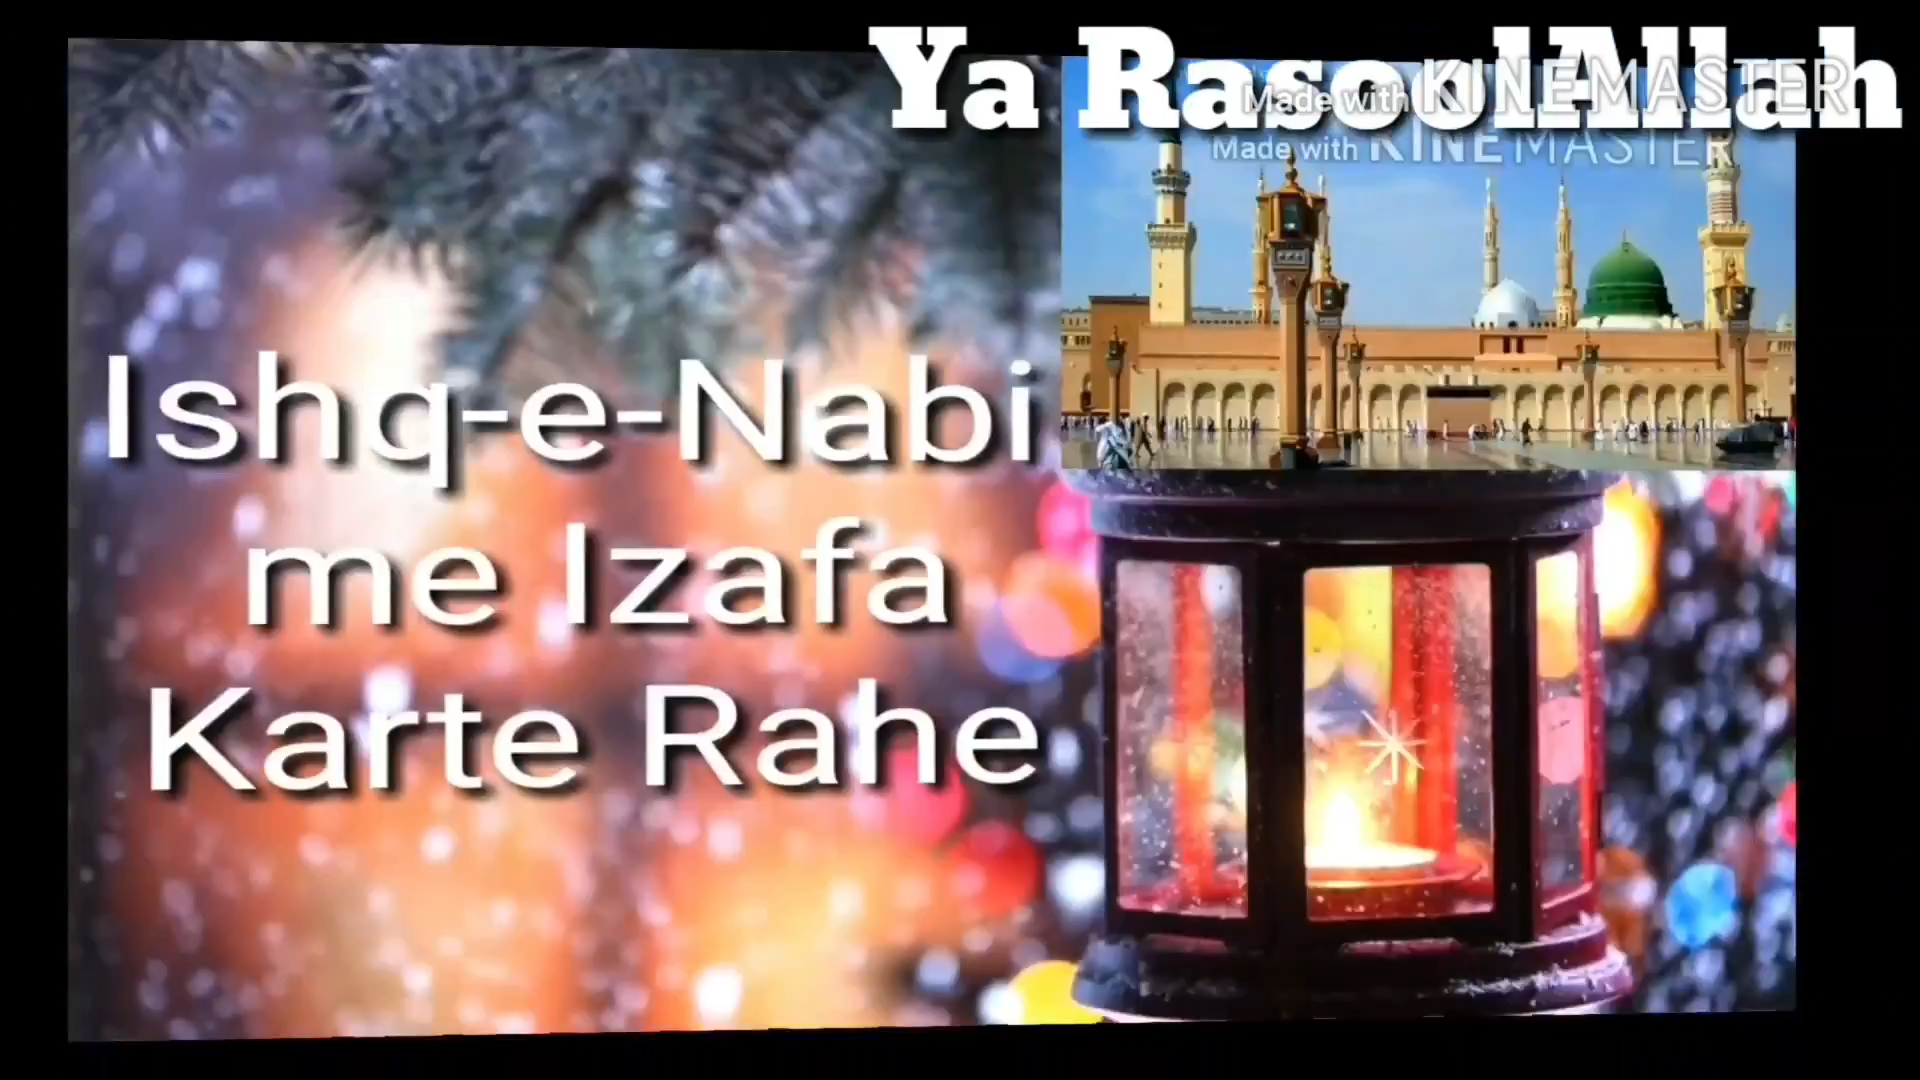 Ya RasoolAllah
Made with KINEMASTER
Made with KINEMASTER
Ishq-e-Nabi
me Izafa
Karte Rahe